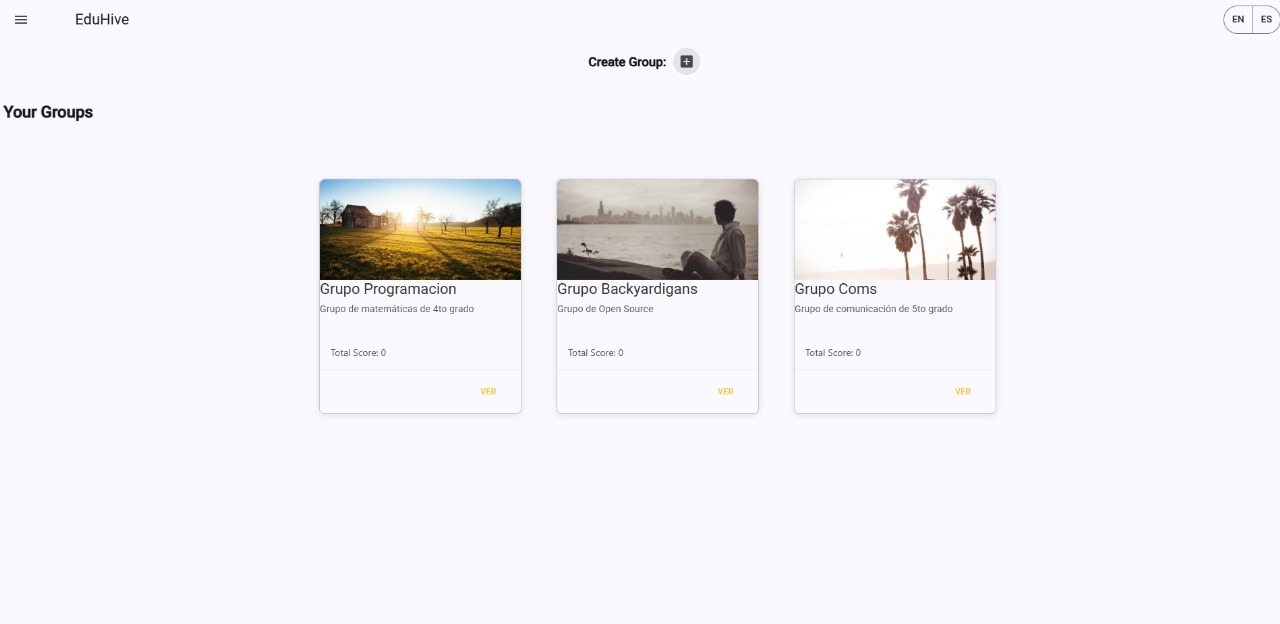 EduHive
EN ES
Create Group:
Your Groups
Grupo Programacion
Grupo de matemáticas de 4to grado
Total Score: 0
VER
Grupo Backyardigans
Grupo de Open Source
Total Score: 0
VER
Grupo Coms
Grupo de comunicación de 5to grado
Total Score: 0
VER